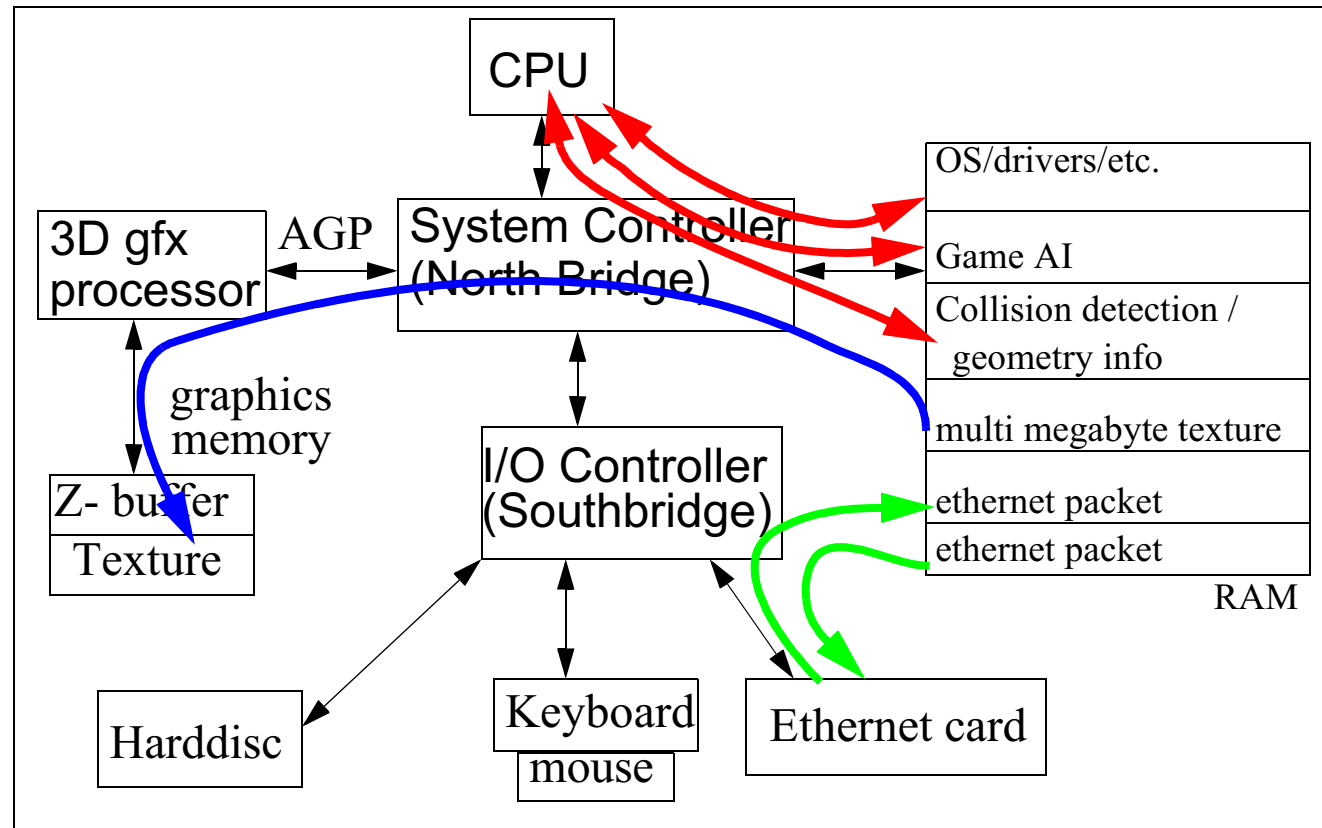 CPU
OS/drivers/etc.
3D gfx
processor
AGP
System Controller
(North Bridge)
Game AI
Collision detection /
geometry info
graphics
memory
multi megabyte texture
I/O Controller
(Southbridge)
Z- buffer
Texture
ethernet packet
ethernet packet
RAM
Harddisc
Keyboard
mouse
Ethernet card